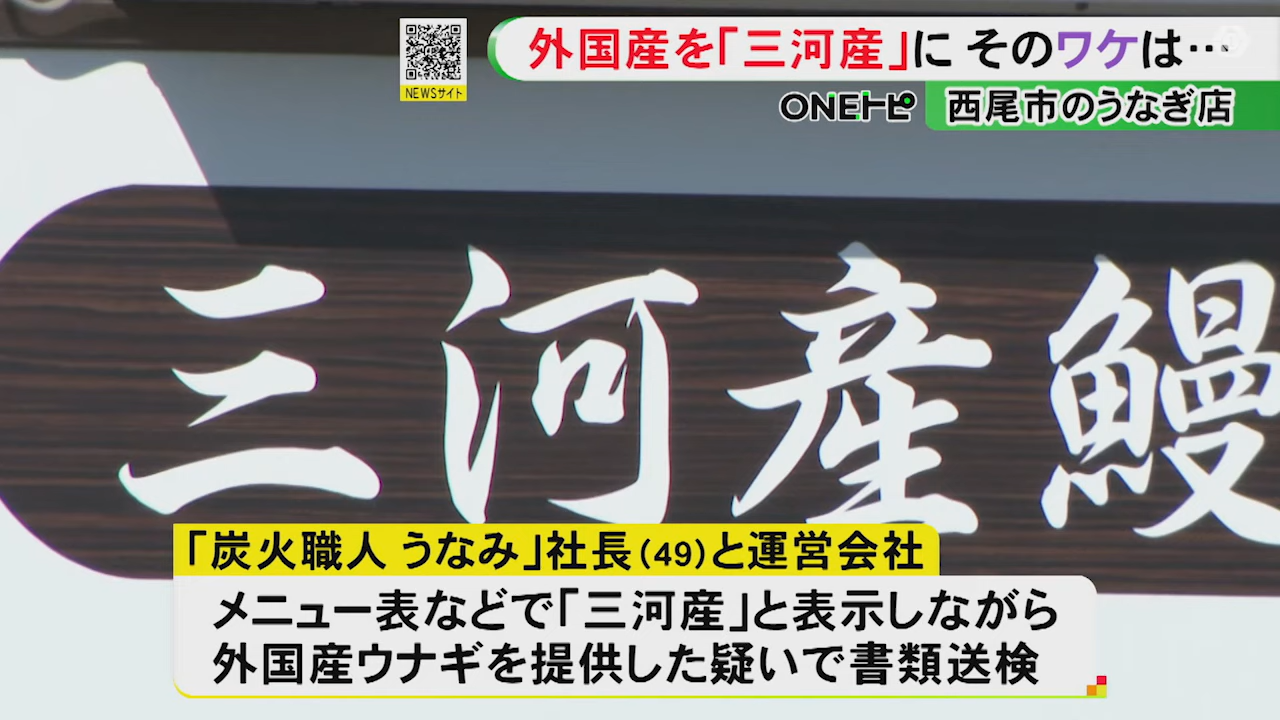 外国産を「三河産」に そのワケは…
NEWSサイト
ONEトピ
西尾市のうなぎ店
三河産鰻
「炭火職人 うなみ」社長(49)と運営会社
メニュー表などで「三河産」と表示しながら
外国産ウナギを提供した疑いで書類送検